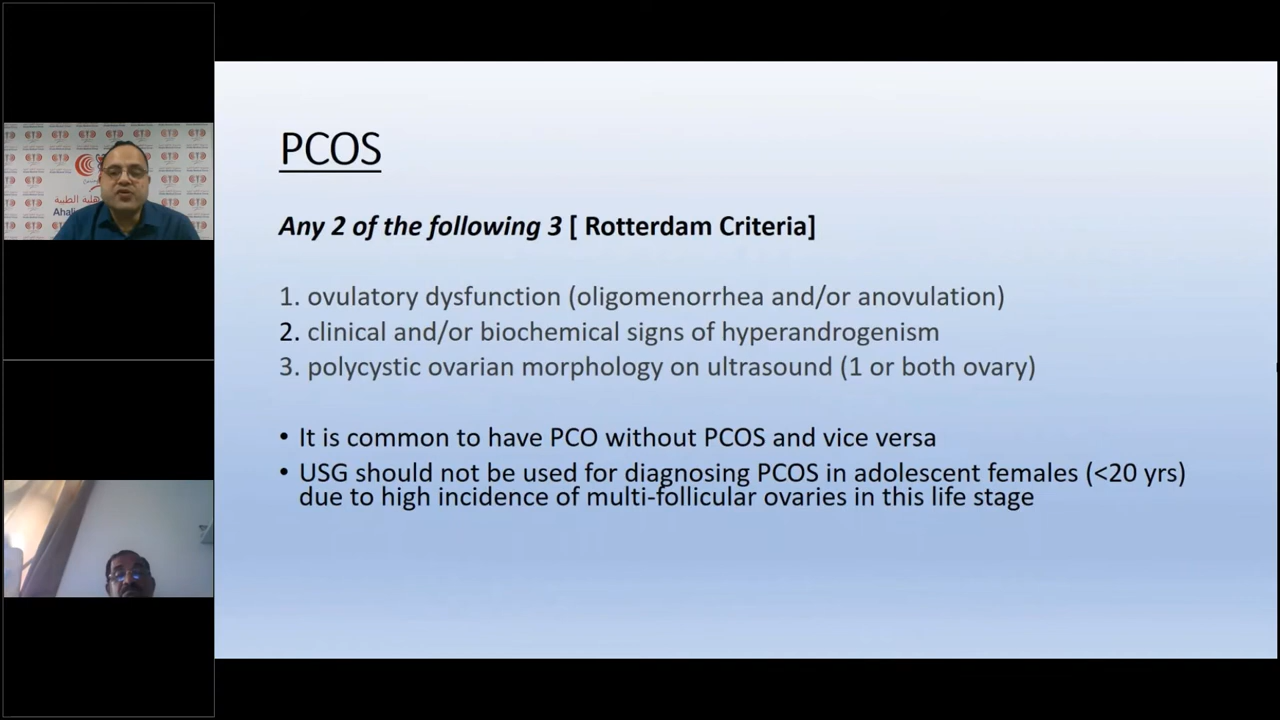 PCOS
Any 2 of the following 3 [ Rotterdam Criteria]
1. ovulatory dysfunction (oligomenorrhea and/or anovulation)
2. clinical and/or biochemical signs of hyperandrogenism
3. polycystic ovarian morphology on ultrasound (1 or both ovary)
• It is common to have PCO without PCOS and vice versa
• USG should not be used for diagnosing PCOS in adolescent females (<20 yrs)
due to high incidence of multi-follicular ovaries in this life stage